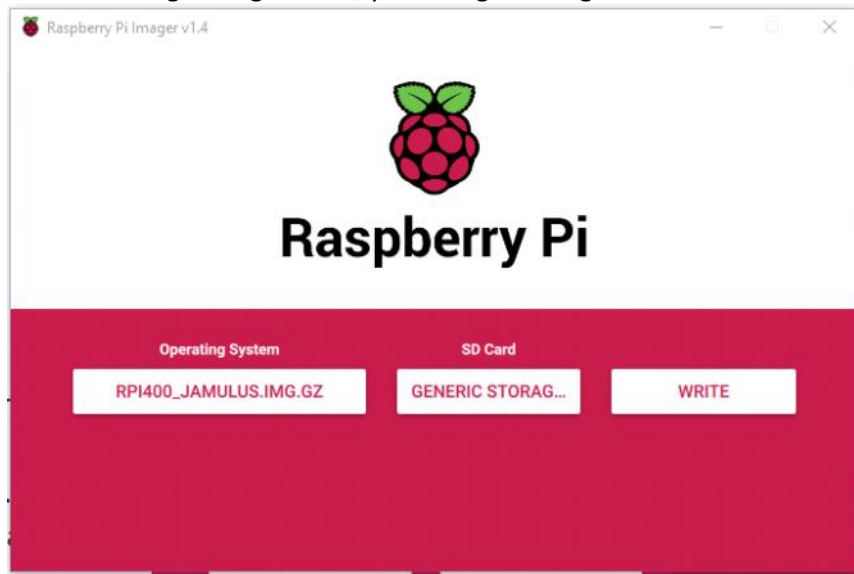 Raspberry Pi Imager v1.4
Raspberry Pi
Operating System
SD Card
RPI400_JAMULUS.IMG.GZ
GENERIC STORAG...
WRITE